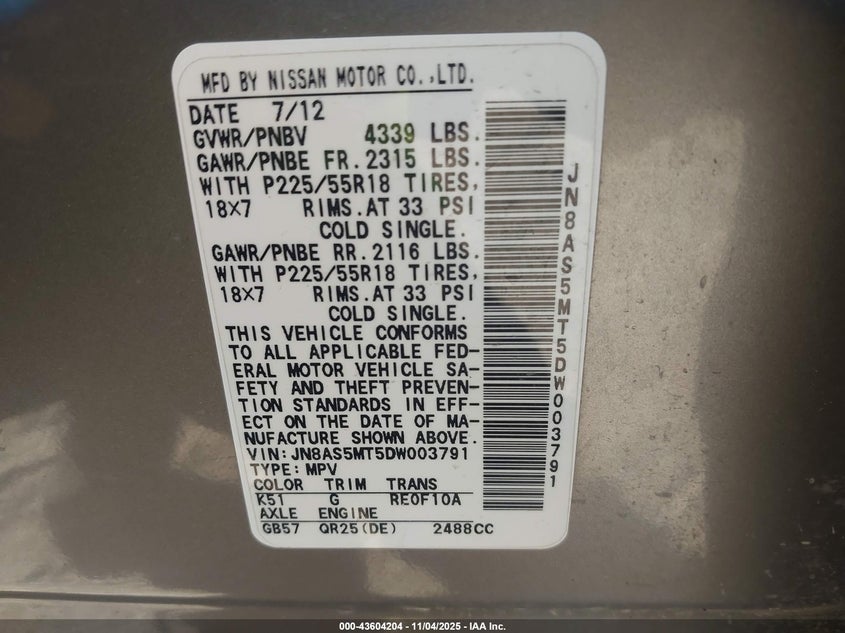 MFD BY NISSAN MOTOR CO.,LTD.
DATE 7/12
GVWR/PNBV 4339 LBS.
GAWR/PNBE FR.2315 LBS.
WITH P225/55R18 TIRES,
18X7 RIMS.AT 33 PSI
COLD SINGLE.
GAWR/PNBE RR.2116 LBS.
WITH P225/55R18 TIRES,
18X7 RIMS.AT 33 PSI
COLD SINGLE.
THIS VEHICLE CONFORMS
TO ALL APPLICABLE FED-
ERAL MOTOR VEHICLE SA-
FETY AND THEFT PREVEN-
TION STANDARDS IN EFF-
ECT ON THE DATE OF MA-
NUFACTURE SHOWN ABOVE.
VIN:JN8AS5MT5DW003791
TYPE:MPV
COLOR TRIM TRANS
K51 G RE0F10A
AXLE ENGINE
GB57 QR25(DE) 2488CC
JN8AS5MT5DW003791
000-43604204 - 11/04/2025 - IAA Inc.